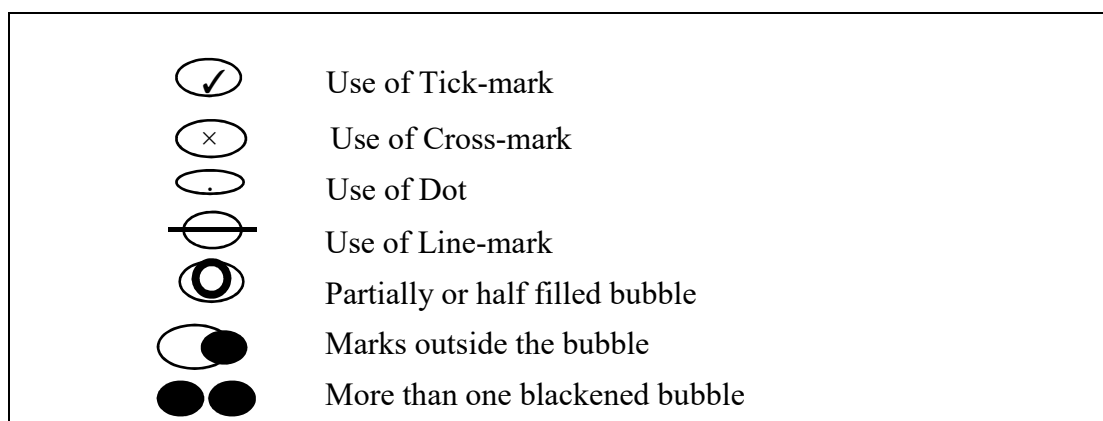 Use of Tick-mark
Use of Cross-mark
Use of Dot
Use of Line-mark
Partially or half filled bubble
Marks outside the bubble
More than one blackened bubble